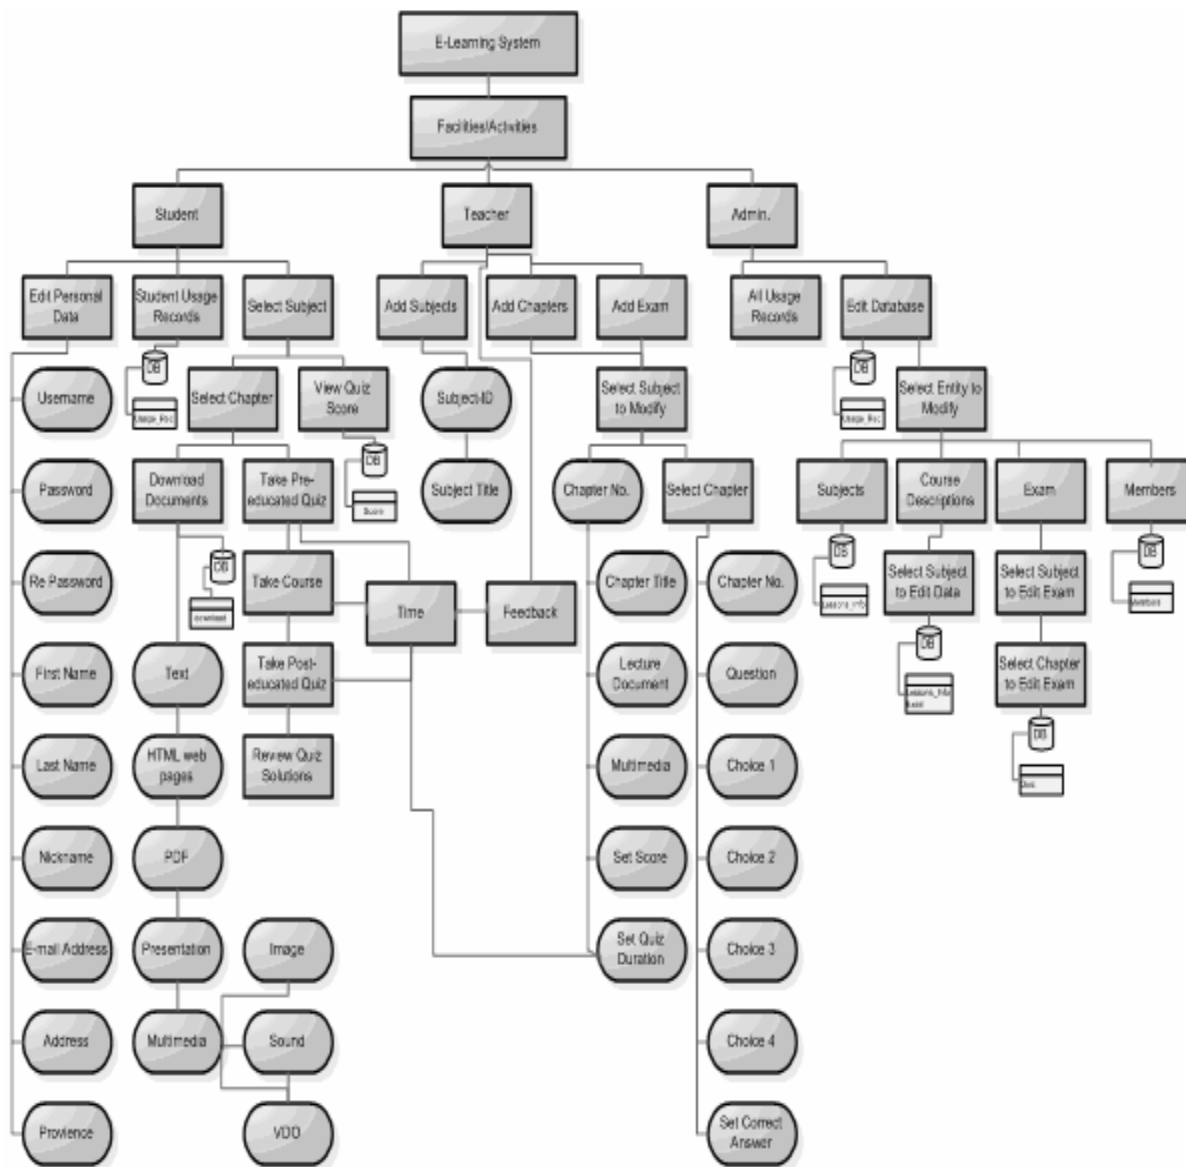 E-Learning System
Facilities/Activities
Student
Teacher
Admin.
Edit Personal
Data
Student Usage
Records
Select Subject
Add Subjects
Add Chapters
Add Exam
All Usage
Records
Edit Database
DB
Usage_Rec
DB
Usage_Rec
Username
Select Chapter
View Quiz
Score
Subject-ID
Select Subject
to Modify
Select Entity to
Modify
DB
Score
Password
Download
Documents
Take Pre-
educated Quiz
Subject Title
Chapter No.
Select Chapter
Subjects
Course
Descriptions
Exam
Members
DB
download
DB
Lessons_Info
DB
Members
Re Password
Take Course
Time
Feedback
Chapter Title
Chapter No.
Select Subject
to Edit Data
Select Subject
to Edit Exam
DB
Lessons_Info
First Name
Text
Take Post-
educated Quiz
Lecture
Document
Question
Select Chapter
to Edit Exam
DB
Last Name
HTML web
pages
Review Quiz
Solutions
Multimedia
Choice 1
Nickname
PDF
Set Score
Choice 2
E-mail Address
Presentation
Image
Set Quiz
Duration
Choice 3
Address
Multimedia
Sound
Choice 4
Provience
VDO
Set Correct
Answer